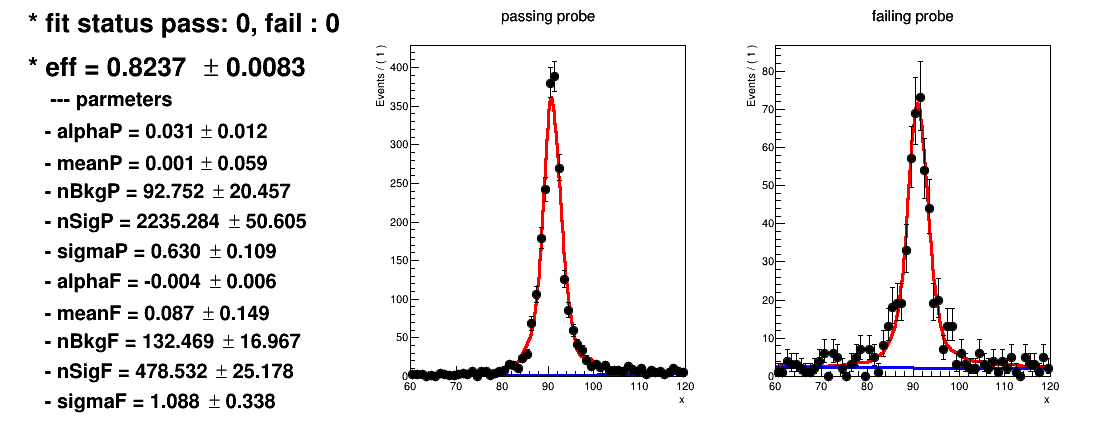 * fit status pass: 0, fail : 0
* eff = 0.8237 ± 0.0083
--- parmeters
- alphaP = 0.031 ± 0.012
- meanP = 0.001 ± 0.059
- nBkgP = 92.752 ± 20.457
- nSigP = 2235.284 ± 50.605
- sigmaP = 0.630 ± 0.109
- alphaF = -0.004 ± 0.006
- meanF = 0.087 ± 0.149
- nBkgF = 132.469 ± 16.967
- nSigF = 478.532 ± 25.178
- sigmaF = 1.088 ± 0.338
passing probe
Events / ( 1 )
400
350
300
250
200
150
100
50
0
60 70 80 90 100 110 120
x
failing probe
Events / ( 1 )
80
70
60
50
40
30
20
10
0
60 70 80 90 100 110 120
x